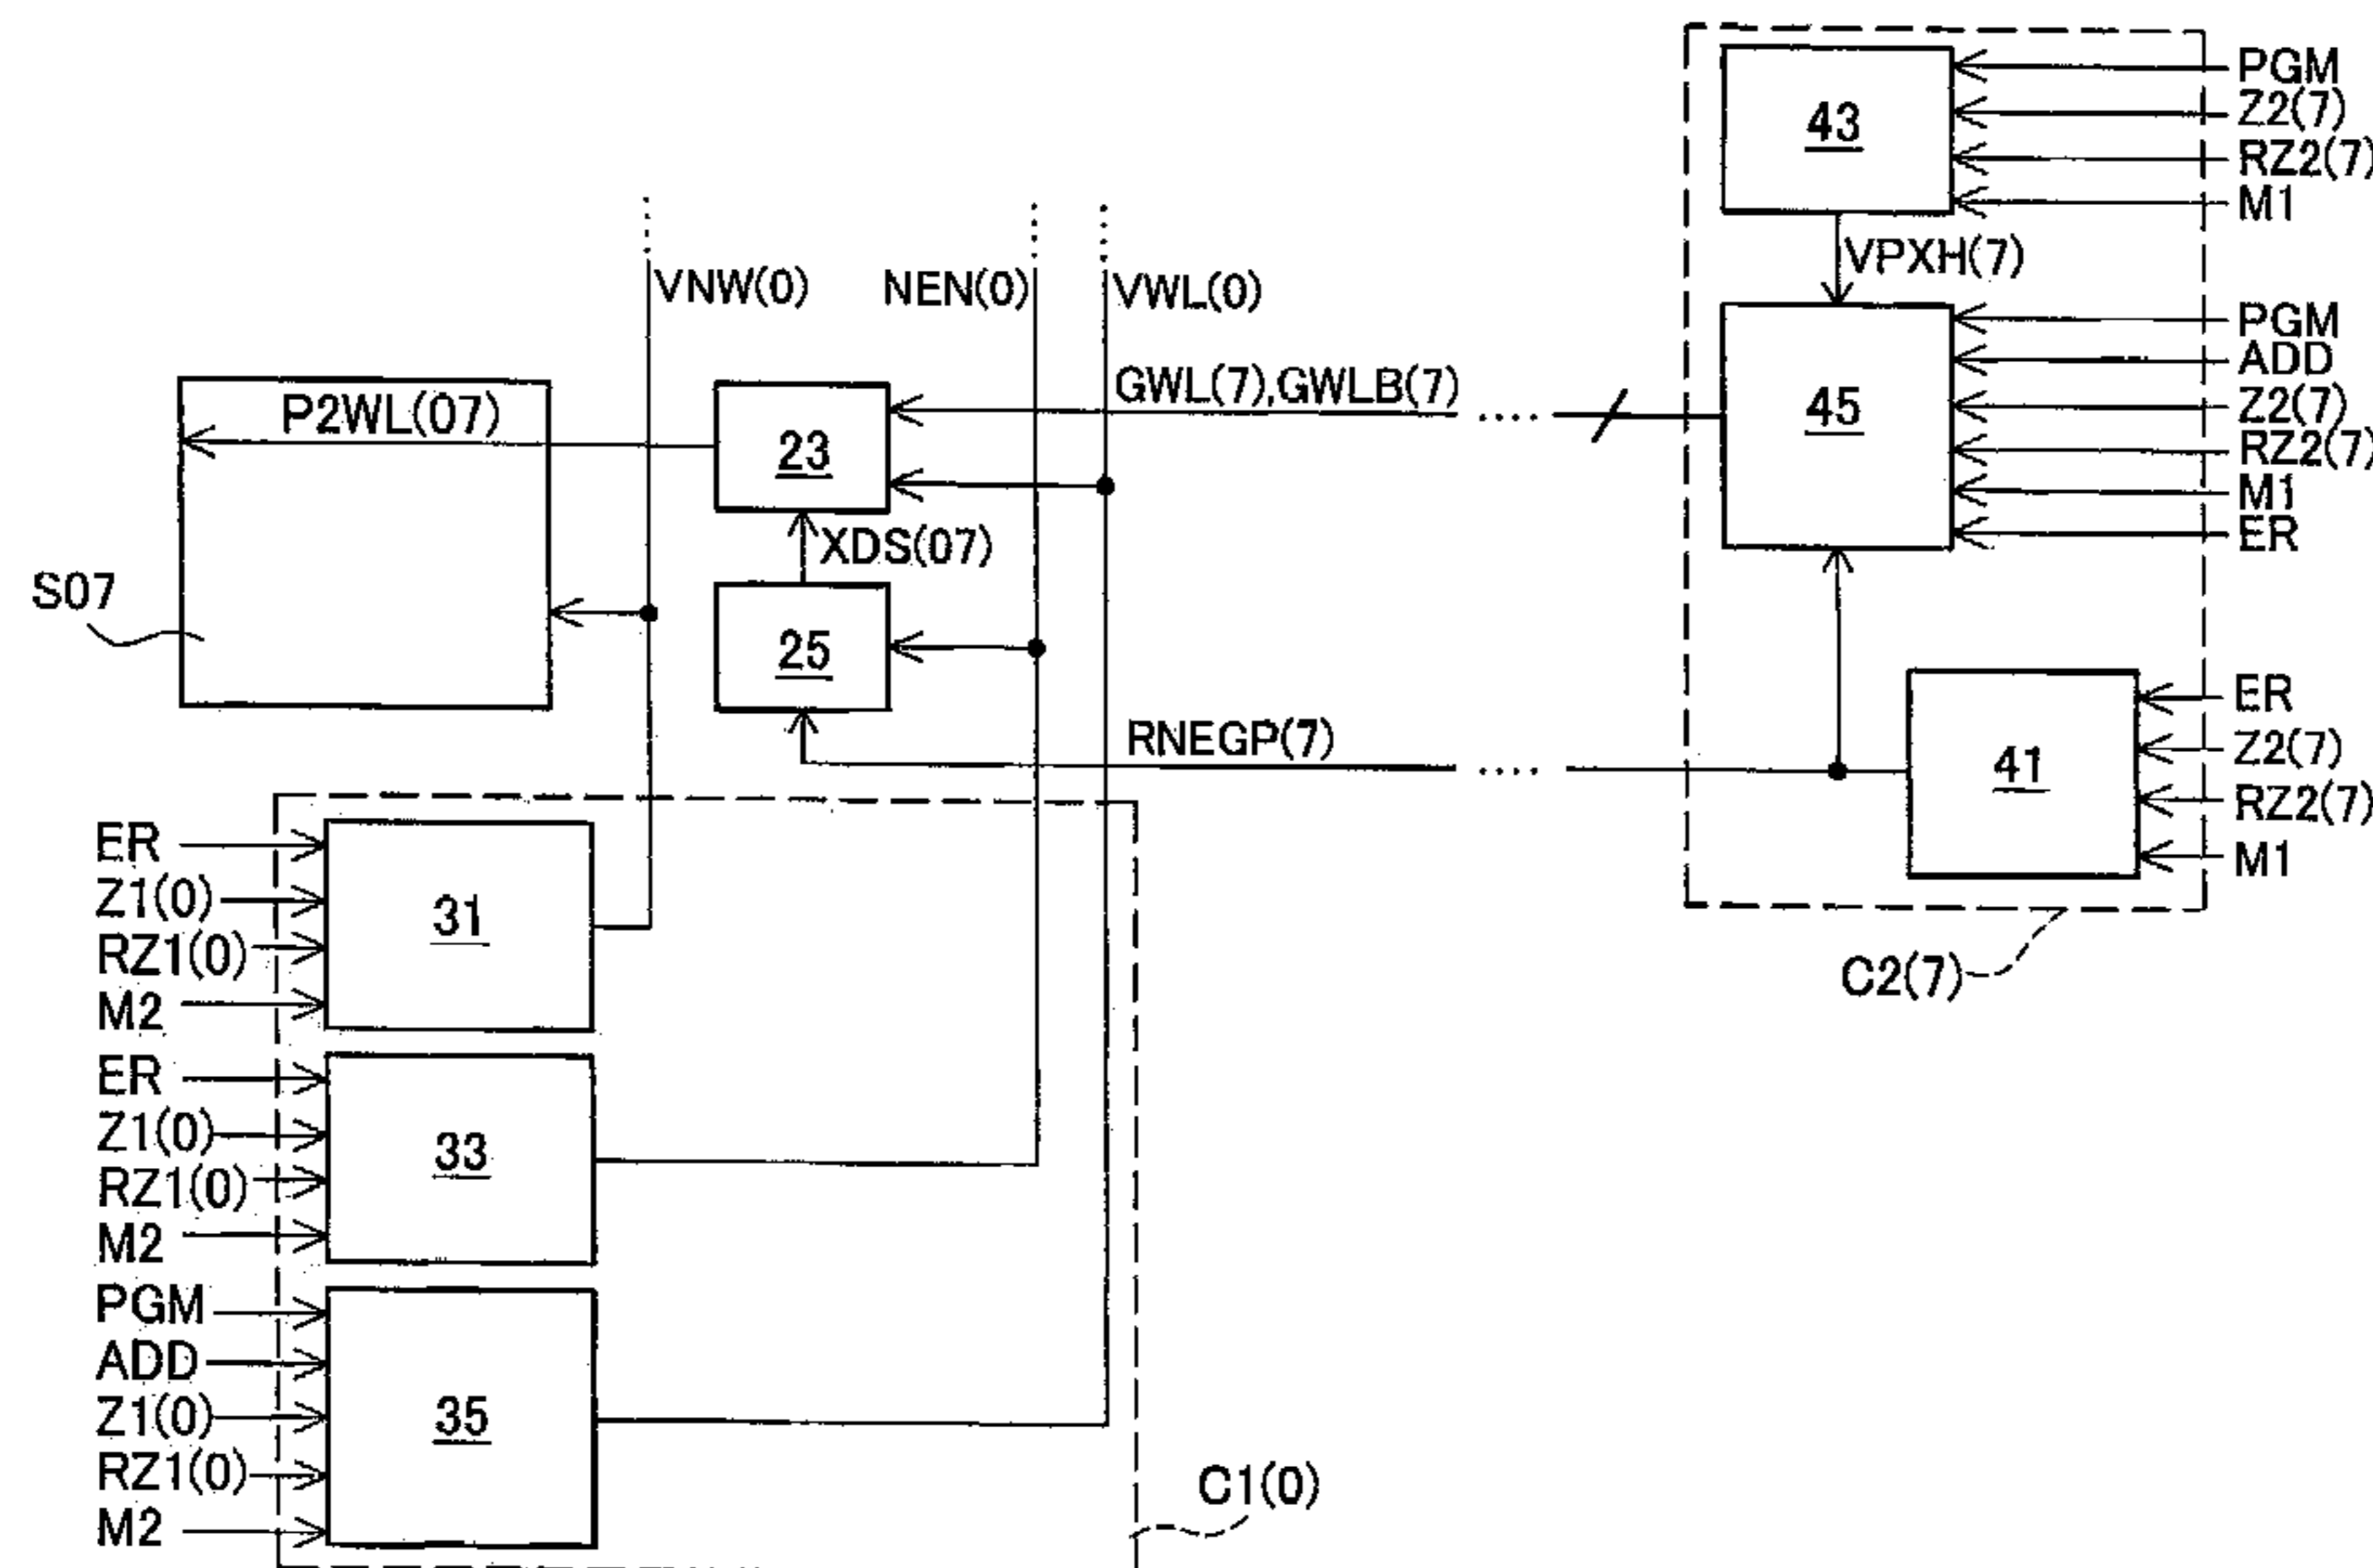 PGM
Z2(7)
RZ2(7)
M1
43
VPXH(7)
VNW(0)
NEN(0)
VWL(0)
PGM
ADD
Z2(7)
RZ2(7)
M1
ER
45
GWL(7),GWLB(7)
P2WL(07)
23
XDS(07)
S07
25
RNEGP(7)
ER
Z2(7)
RZ2(7)
M1
41
C2(7)
ER
Z1(0)
RZ1(0)
M2
31
ER
Z1(0)
RZ1(0)
M2
33
PGM
ADD
Z1(0)
RZ1(0)
M2
35
C1(0)